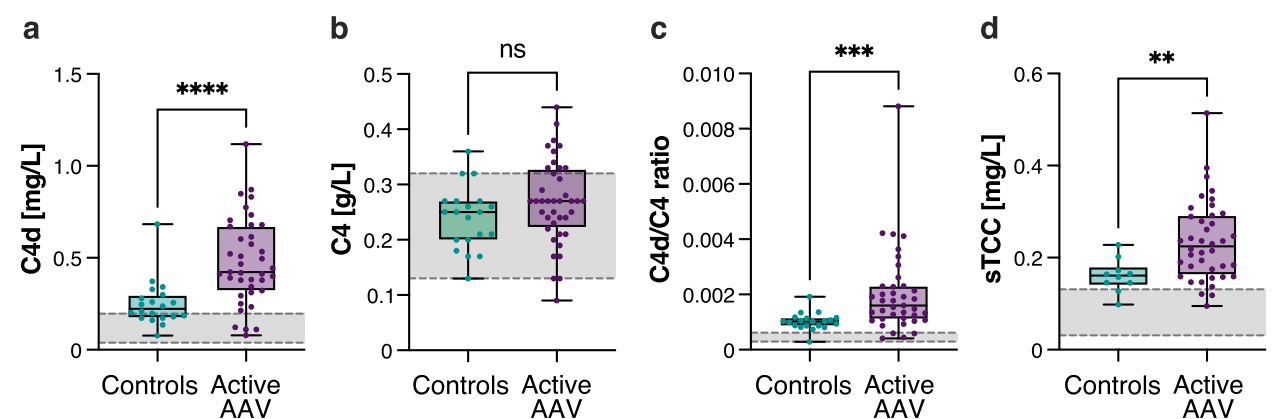 a
****
C4d [mg/L]
1.5
1.0
0.5
0
Controls
Active
AAV
b
ns
C4 [g/L]
0.5
0.4
0.3
0.2
0.1
0
Controls
Active
AAV
c
***
C4d/C4 ratio
0.010
0.008
0.006
0.004
0.002
0
Controls
Active
AAV
d
**
sTCC [mg/L]
0.6
0.4
0.2
0
Controls
Active
AAV